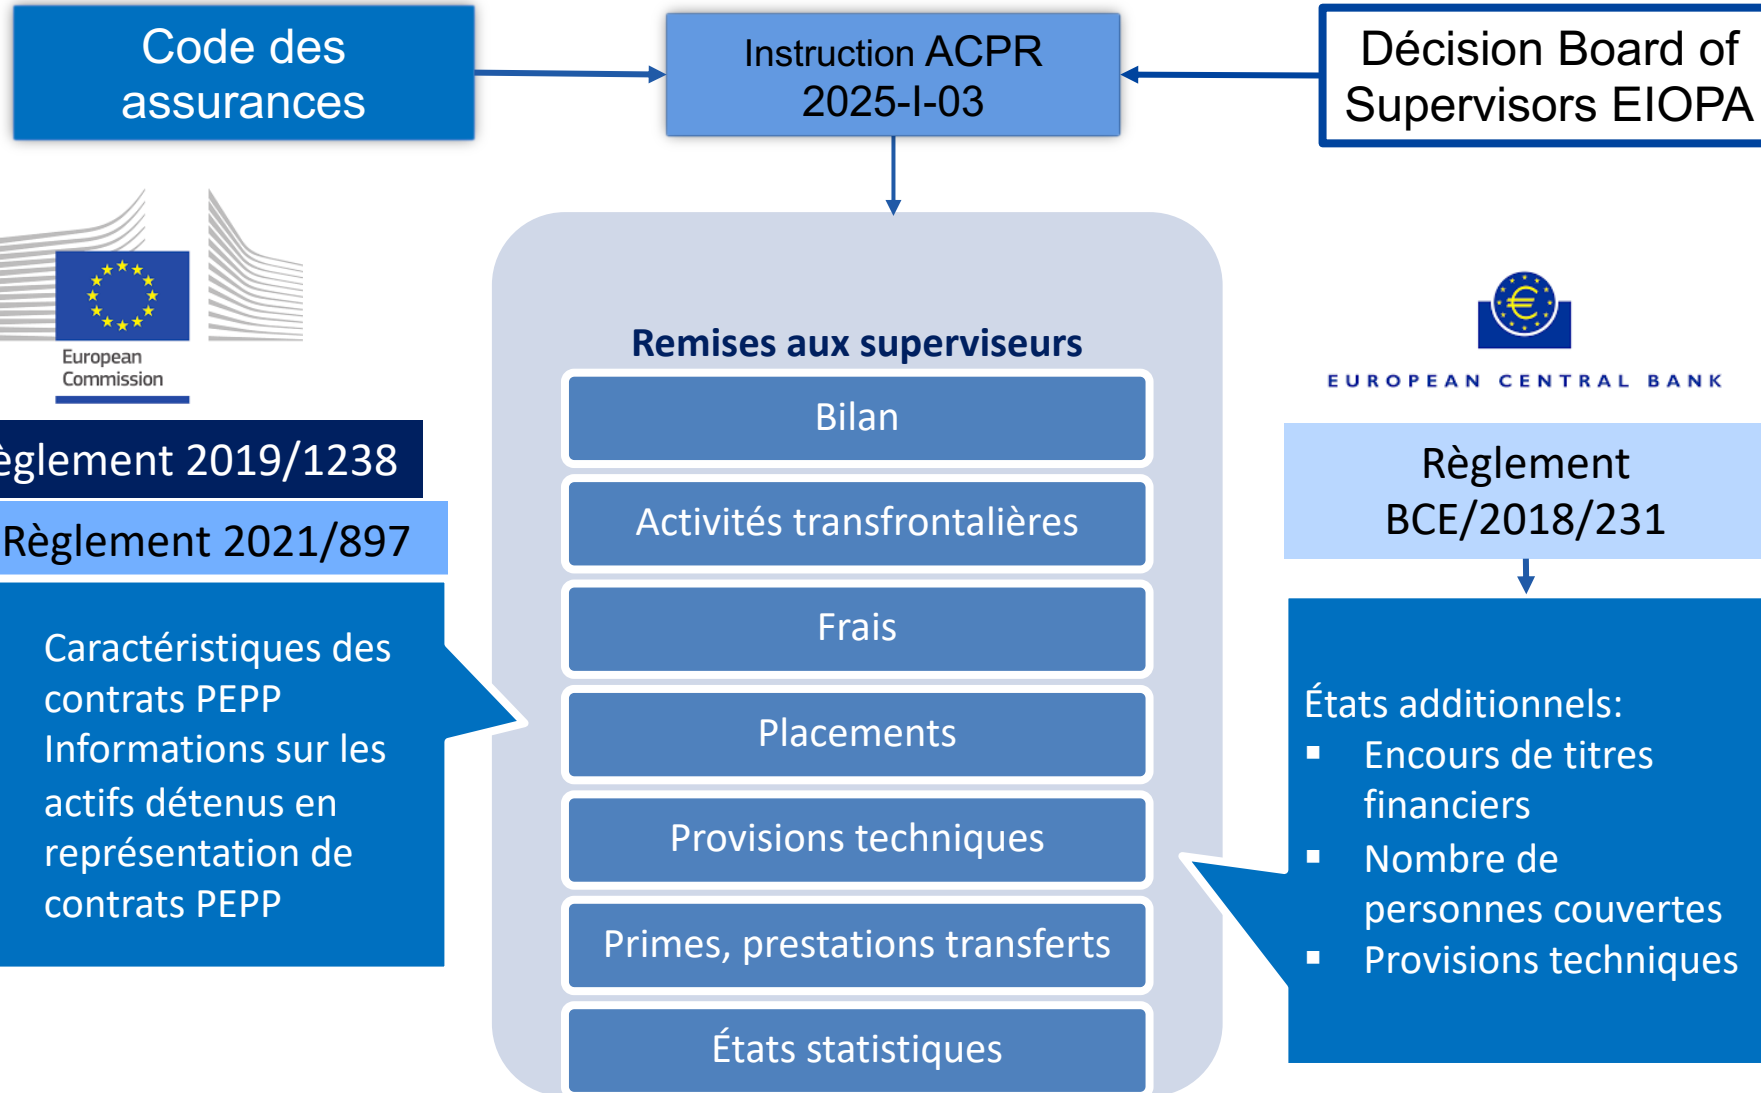 Code des
assurances
Instruction ACPR
2025-I-03
Décision Board of
Supervisors EIOPA
European
Commission
èglement 2019/1238
Règlement 2021/897
Caractéristiques des
contrats PEPP
Informations sur les
actifs détenus en
représentation de
contrats PEPP
Remises aux superviseurs
Bilan
Activités transfrontalières
Frais
Placements
Provisions techniques
Primes, prestations transferts
États statistiques
EUROPEAN CENTRAL BANK
Règlement
BCE/2018/231
États additionnels:
▪ Encours de titres
financiers
▪ Nombre de
personnes couvertes
▪ Provisions techniques